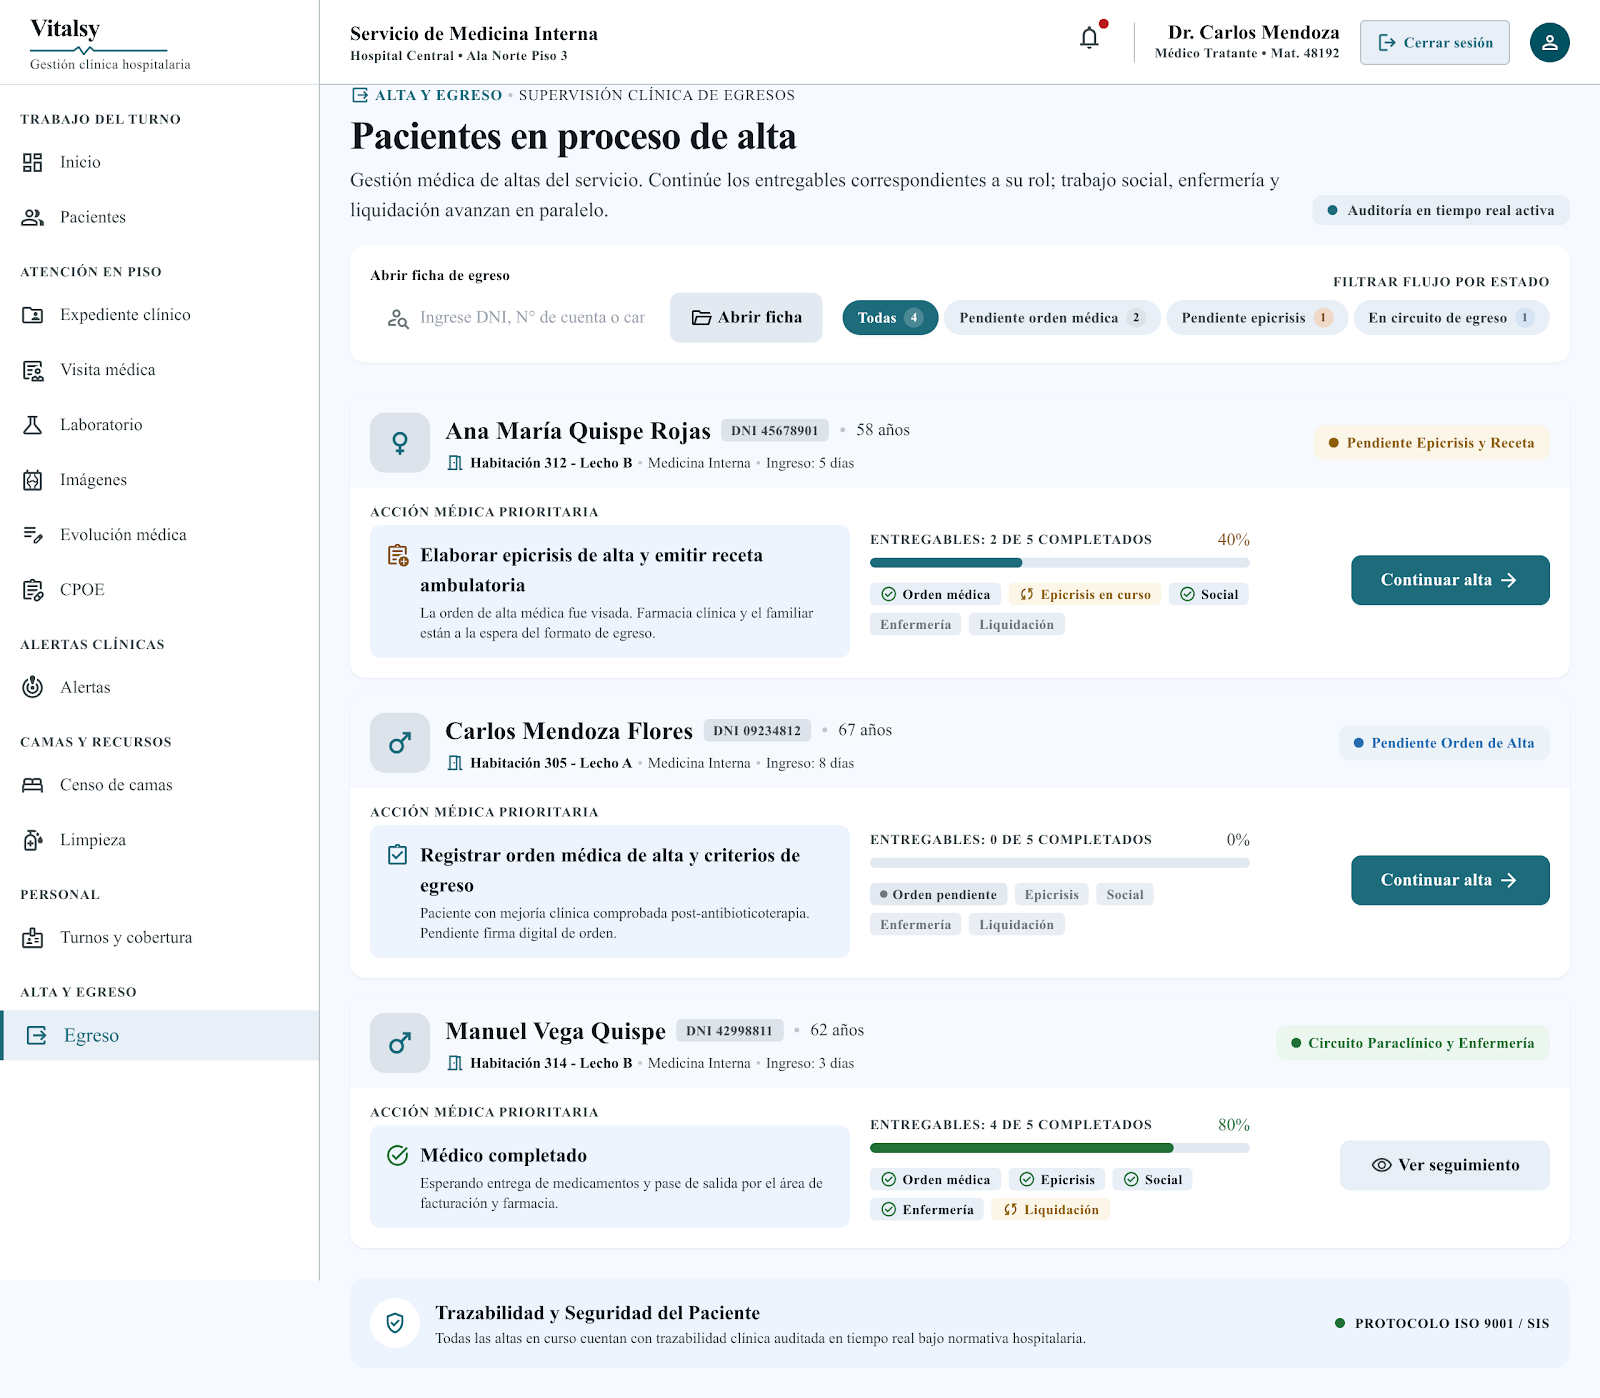 Vitalsy
Gestión clínica hospitalaria
Servicio de Medicina Interna
Hospital Central • Ala Norte Piso 3
Dr. Carlos Mendoza
Médico Tratante • Mat. 48192
Cerrar sesión
TRABAJO DEL TURNO
Inicio
Pacientes
ATENCIÓN EN PISO
Expediente clínico
Visita médica
Laboratorio
Imágenes
Evolución médica
CPOE
ALERTAS CLÍNICAS
Alertas
CAMAS Y RECURSOS
Censo de camas
Limpieza
PERSONAL
Turnos y cobertura
ALTA Y EGRESO
Egreso
ALTA Y EGRESO • SUPERVISIÓN CLÍNICA DE EGRESOS
Pacientes en proceso de alta
Gestión médica de altas del servicio. Continúe los entregables correspondientes a su rol; trabajo social, enfermería y
liquidación avanzan en paralelo.
Auditoría en tiempo real activa
Abrir ficha de egreso
Ingrese DNI, N° de cuenta o car
Abrir ficha
FILTRAR FLUJO POR ESTADO
Todas 4
Pendiente orden médica 2
Pendiente epicrisis 1
En circuito de egreso 1
Ana María Quispe Rojas DNI 45678901 • 58 años
Habitación 312 - Lecho B • Medicina Interna • Ingreso: 5 días
Pendiente Epicrisis y Receta
ACCIÓN MÉDICA PRIORITARIA
Elaborar epicrisis de alta y emitir receta
ambulatoria
La orden de alta médica fue visada. Farmacia clínica y el familiar
están a la espera del formato de egreso.
ENTREGABLES: 2 DE 5 COMPLETADOS 40%
Orden médica Epicrisis en curso Social
Enfermería Liquidación
Continuar alta →
Carlos Mendoza Flores DNI 09234812 • 67 años
Habitación 305 - Lecho A • Medicina Interna • Ingreso: 8 días
Pendiente Orden de Alta
ACCIÓN MÉDICA PRIORITARIA
Registrar orden médica de alta y criterios de
egreso
Paciente con mejoría clínica comprobada post-antibioticoterapia.
Pendiente firma digital de orden.
ENTREGABLES: 0 DE 5 COMPLETADOS 0%
Orden pendiente Epicrisis Social
Enfermería Liquidación
Continuar alta →
Manuel Vega Quispe DNI 42998811 • 62 años
Habitación 314 - Lecho B • Medicina Interna • Ingreso: 3 días
Circuito Paraclínico y Enfermería
ACCIÓN MÉDICA PRIORITARIA
Médico completado
Esperando entrega de medicamentos y pase de salida por el área de
facturación y farmacia.
ENTREGABLES: 4 DE 5 COMPLETADOS 80%
Orden médica Epicrisis Social
Enfermería Liquidación
Ver seguimiento
Trazabilidad y Seguridad del Paciente
Todas las altas en curso cuentan con trazabilidad clínica auditada en tiempo real bajo normativa hospitalaria.
PROTOCOLO ISO 9001 / SIS